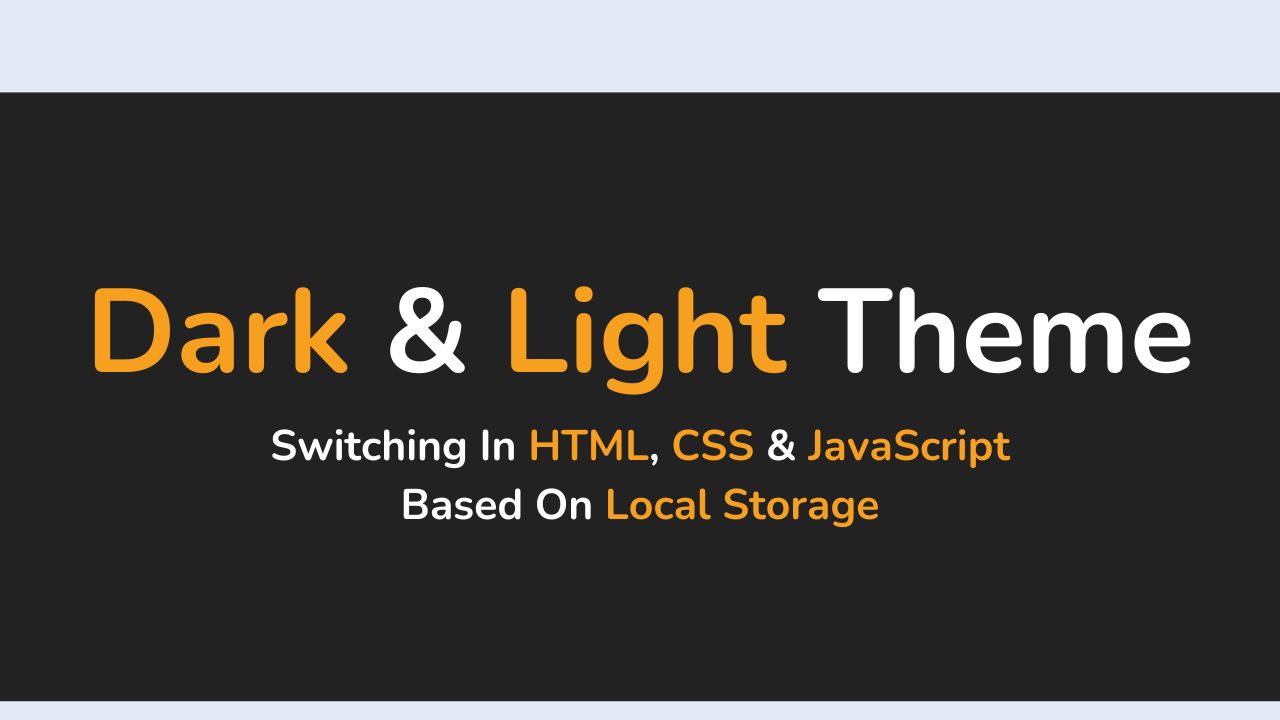 Dark & Light Theme
Switching In HTML, CSS & JavaScript
Based On Local Storage